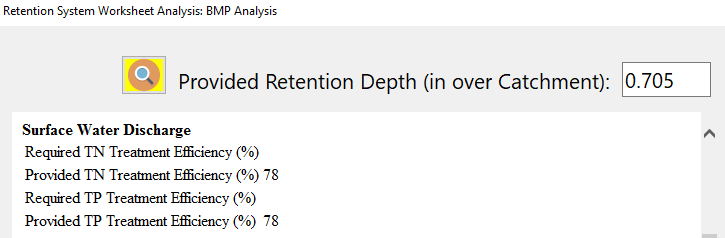 Retention System Worksheet Analysis: BMP Analysis
Provided Retention Depth (in over Catchment): 0.705
Surface Water Discharge
Required TN Treatment Efficiency (%)
Provided TN Treatment Efficiency (%) 78
Required TP Treatment Efficiency (%)
Provided TP Treatment Efficiency (%) 78